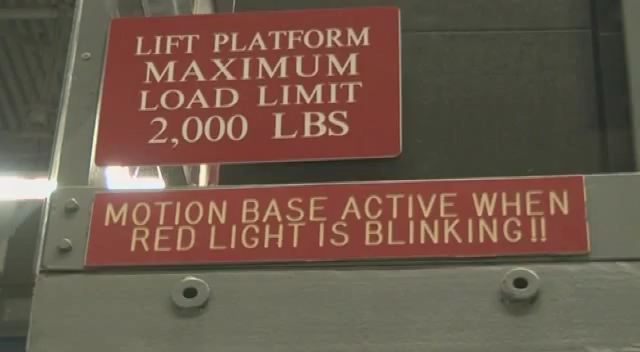 LIFT PLATFORM
MAXIMUM
LOAD LIMIT
2,000 LBS
MOTION BASE ACTIVE WHEN
RED LIGHT IS BLINKING!!